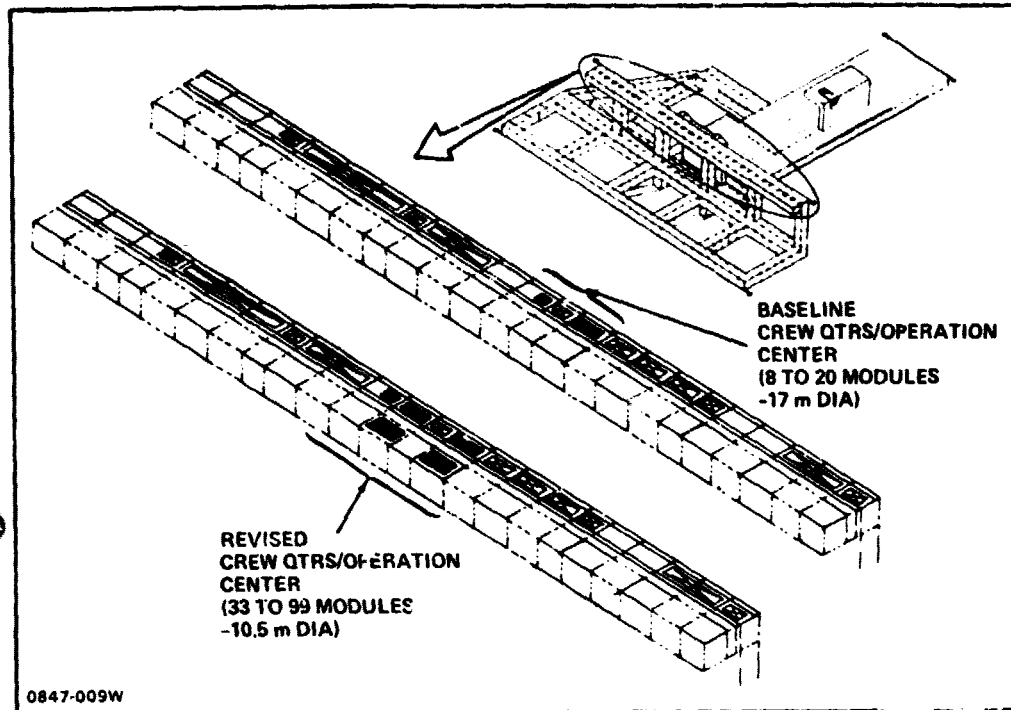 BASELINE
CREW QTRS/OPERATION
CENTER
(8 TO 20 MODULES
-17 m DIA)
REVISED
CREW QTRS/OPERATION
CENTER
(33 TO 99 MODULES
-10.5 m DIA)
0847-009W